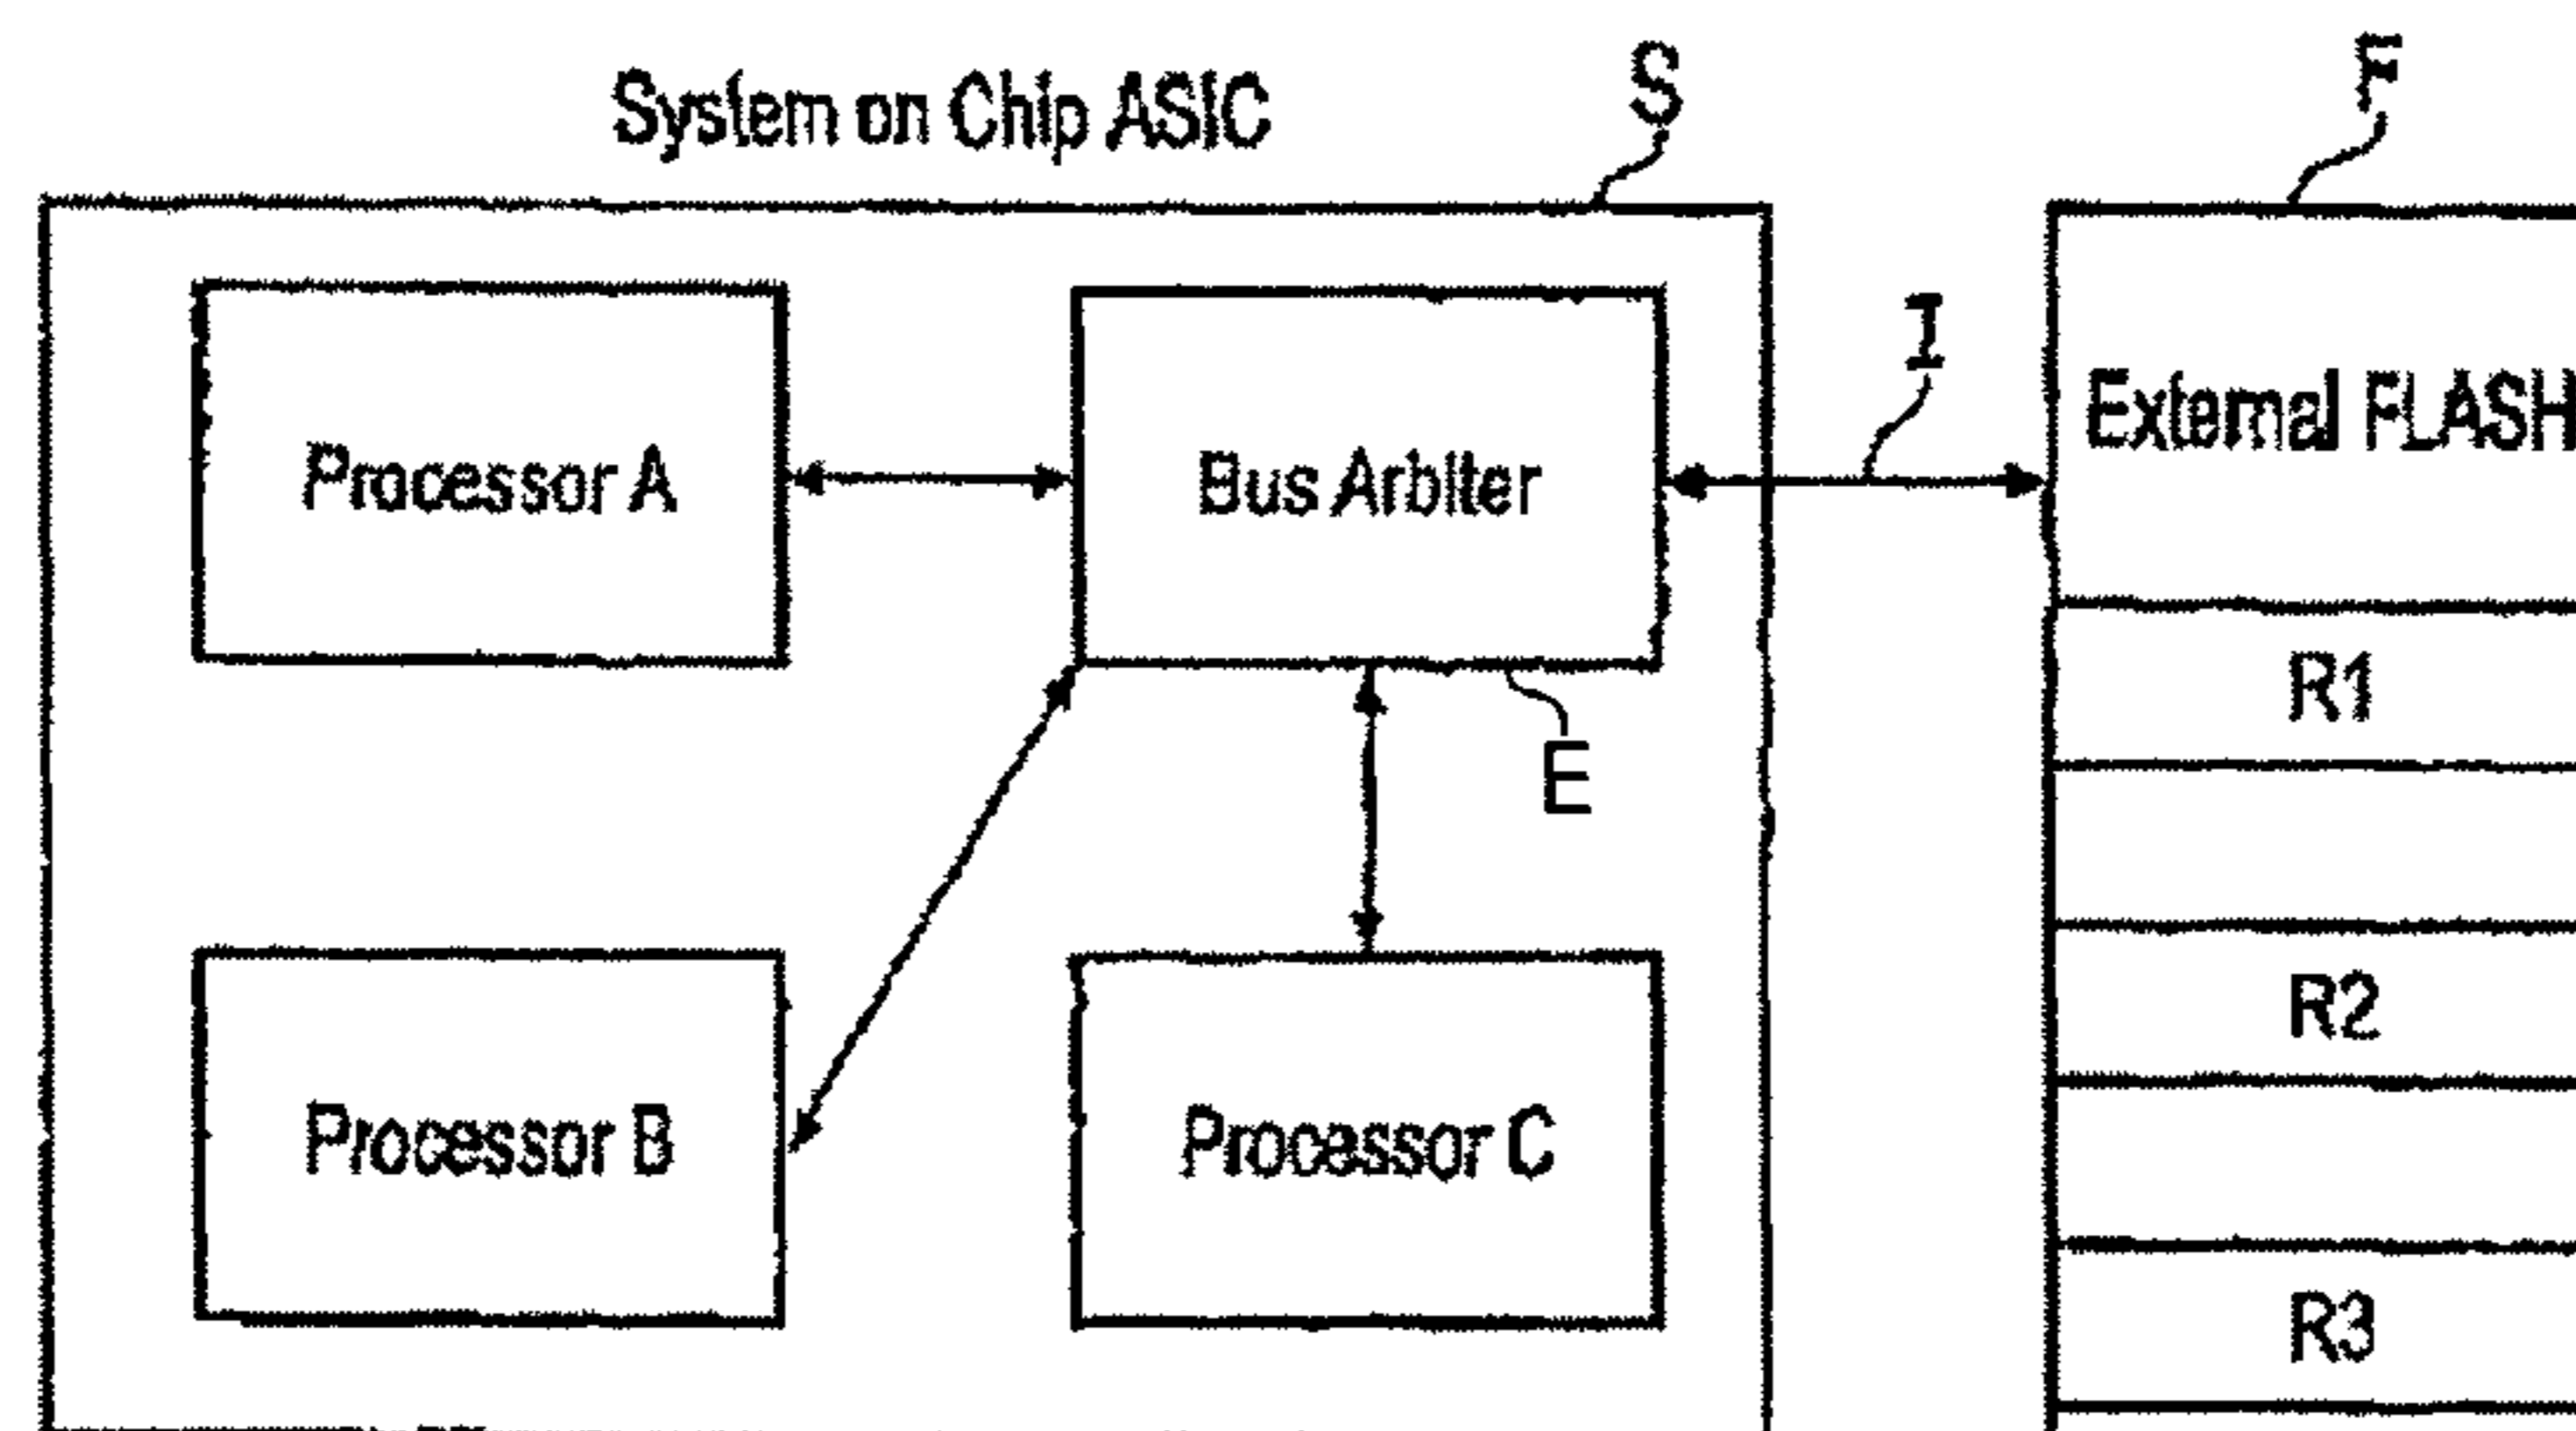 System on Chip ASIC
S
F
Processor A
Bus Arbiter
I
External FLASH
E
R1
R2
Processor B
Processor C
R3